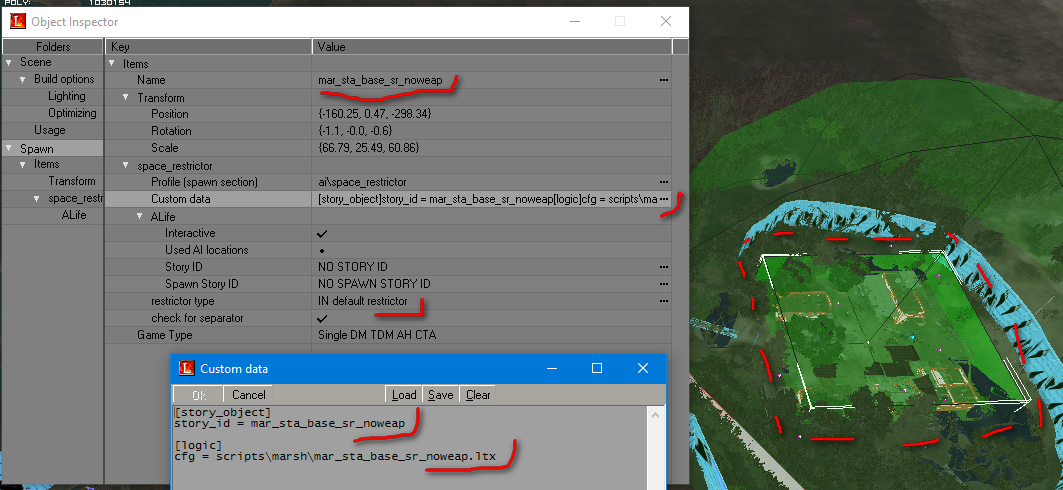 POLY: 1030154
Object Inspector
Folders Key Value
Scene Items
Build options Name mar_sta_base_sr_noweap ...
Lighting Transform
Optimizing Position {-160.25, 0.47, -298.34}
Usage Rotation {-1.1, -0.0, -0.6}
Spawn Scale {66.79, 25.49, 60.86}
Items space_restrictor
Transform Profile (spawn section) ai\space_restrictor ...
space_restr Custom data [story_object]story_id = mar_sta_base_sr_noweap[logic]cfg = scripts\ma ...
ALife ALife
Interactive
Used AI locations
Story ID NO STORY ID ...
Spawn Story ID NO SPAWN STORY ID ...
restrictor type IN default restrictor ...
check for separator
Game Type Single DM TDM AH CTA
Custom data
Ok Cancel Load Save Clear
[story_object]
story_id = mar_sta_base_sr_noweap
[logic]
cfg = scripts\marsh\mar_sta_base_sr_noweap.ltx